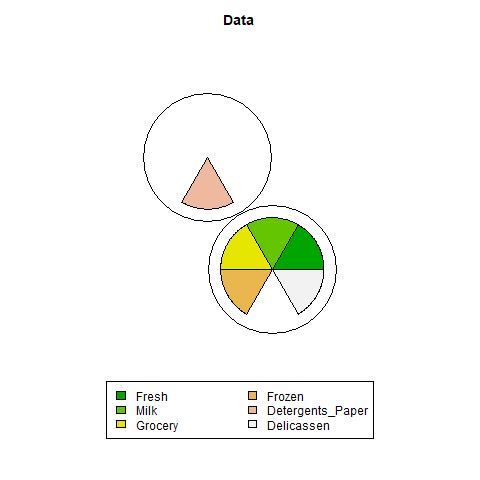 Data
Fresh
Milk
Grocery
Frozen
Detergents_Paper
Delicassen